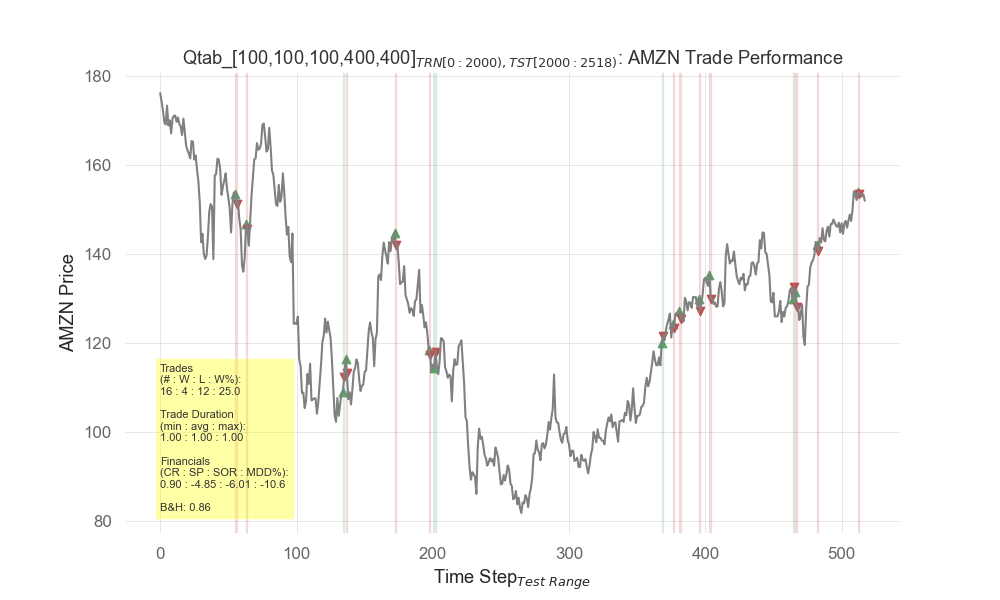 Qtab_[100,100,100,400,400]TRN[0 : 2000), TST[2000 : 2518): AMZN Trade Performance
180
160
140
120
100
80
AMZN Price
Trades
(# : W : L : W%):
16 : 4 : 12 : 25.0
Trade Duration
(min : avg : max):
1.00 : 1.00 : 1.00
Financials
(CR : SP : SOR : MDD%):
0.90 : -4.85 : -6.01 : -10.6
B&H: 0.86
0 100 200 300 400 500
Time StepTest Range